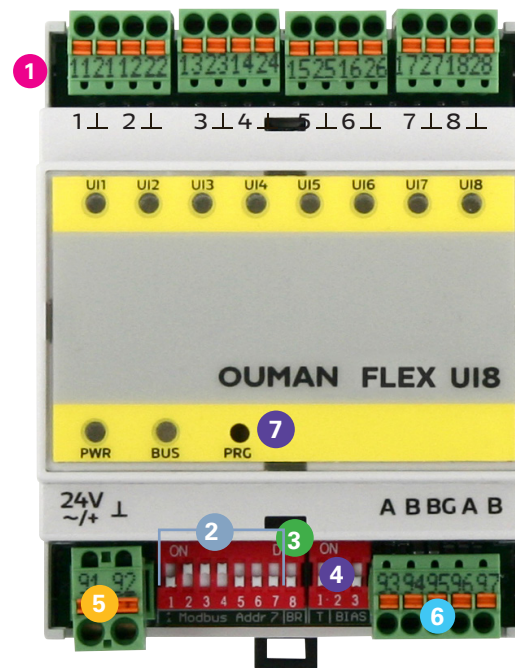 11 21 12 22 13 23 14 24 15 25 16 26 17 27 18 28
1
1 ⊥ 2 ⊥ 3 ⊥ 4 ⊥ 5 ⊥ 6 ⊥ 7 ⊥ 8 ⊥
UI1 UI2 UI3 UI4 UI5 UI6 UI7 UI8
OUMAN FLEX UI8
7
PWR BUS PRG
24V
~/+ ⊥
A B BG A B
2 3
ON ON
4
91 92
93 94 95 96 97
5
1 2 3 4 5 6 7 8 1 2 3
6
Modbus Addr 7 BR T BIAS